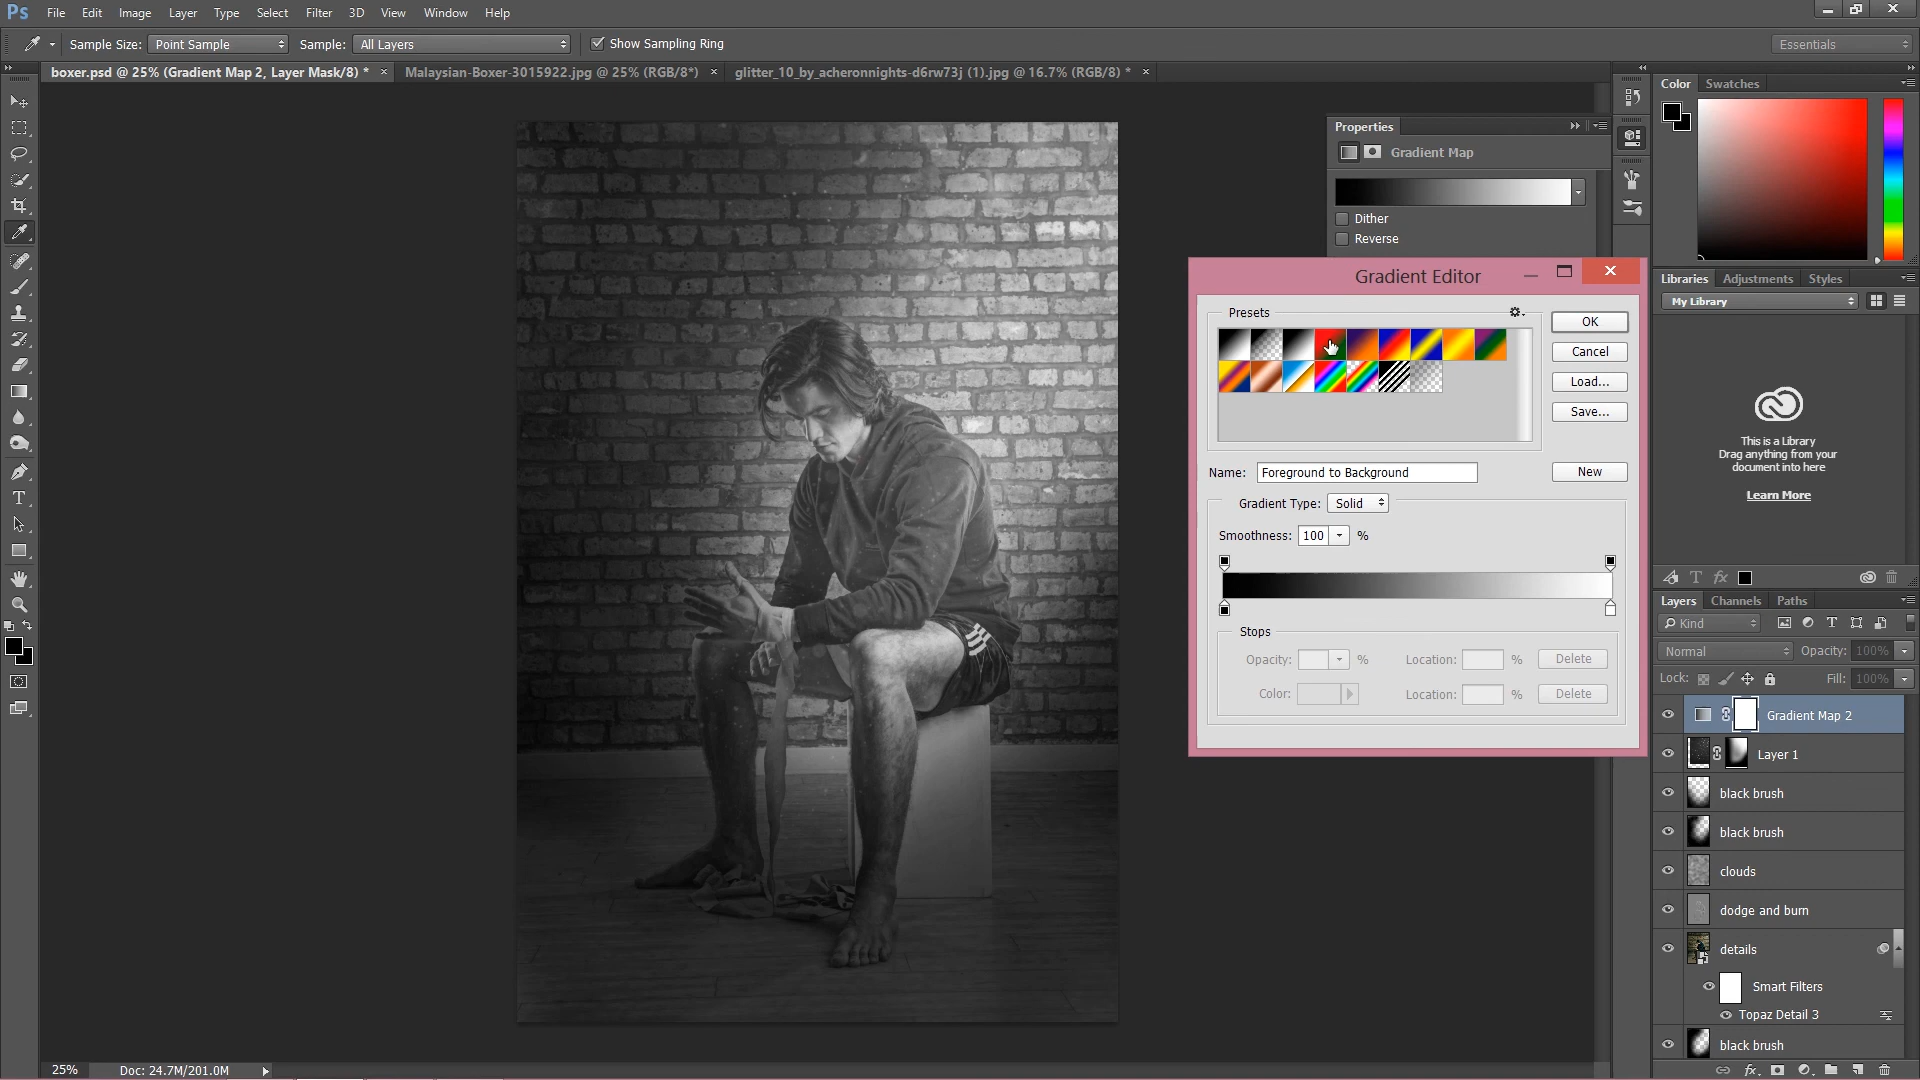 Ps File Edit Image Layer Type Select Filter 3D View Window Help
Sample Size: Point Sample Sample: All Layers Show Sampling Ring Essentials
boxer.psd @ 25% (Gradient Map 2, Layer Mask/8) * × Malaysian-Boxer-3015922.jpg @ 25% (RGB/8*) × glitter_10_by_acheronnights-d6rw73j (1).jpg @ 16.7% (RGB/8) * ×
Color Swatches
Properties
Gradient Map
Dither
Reverse
Gradient Editor
Presets
OK
Cancel
Load...
Save...
Name: Foreground to Background New
Gradient Type: Solid
Smoothness: 100 %
Stops
Opacity: % Location: % Delete
Color: Location: % Delete
Libraries Adjustments Styles
My Library
This is a Library
Drag anything from your
document into here
Learn More
Layers Channels Paths
Kind
Normal Opacity: 100%
Lock: Fill: 100%
Gradient Map 2
Layer 1
black brush
black brush
clouds
dodge and burn
details
Smart Filters
Topaz Detail 3
black brush
25% Doc: 24.7M/201.0M